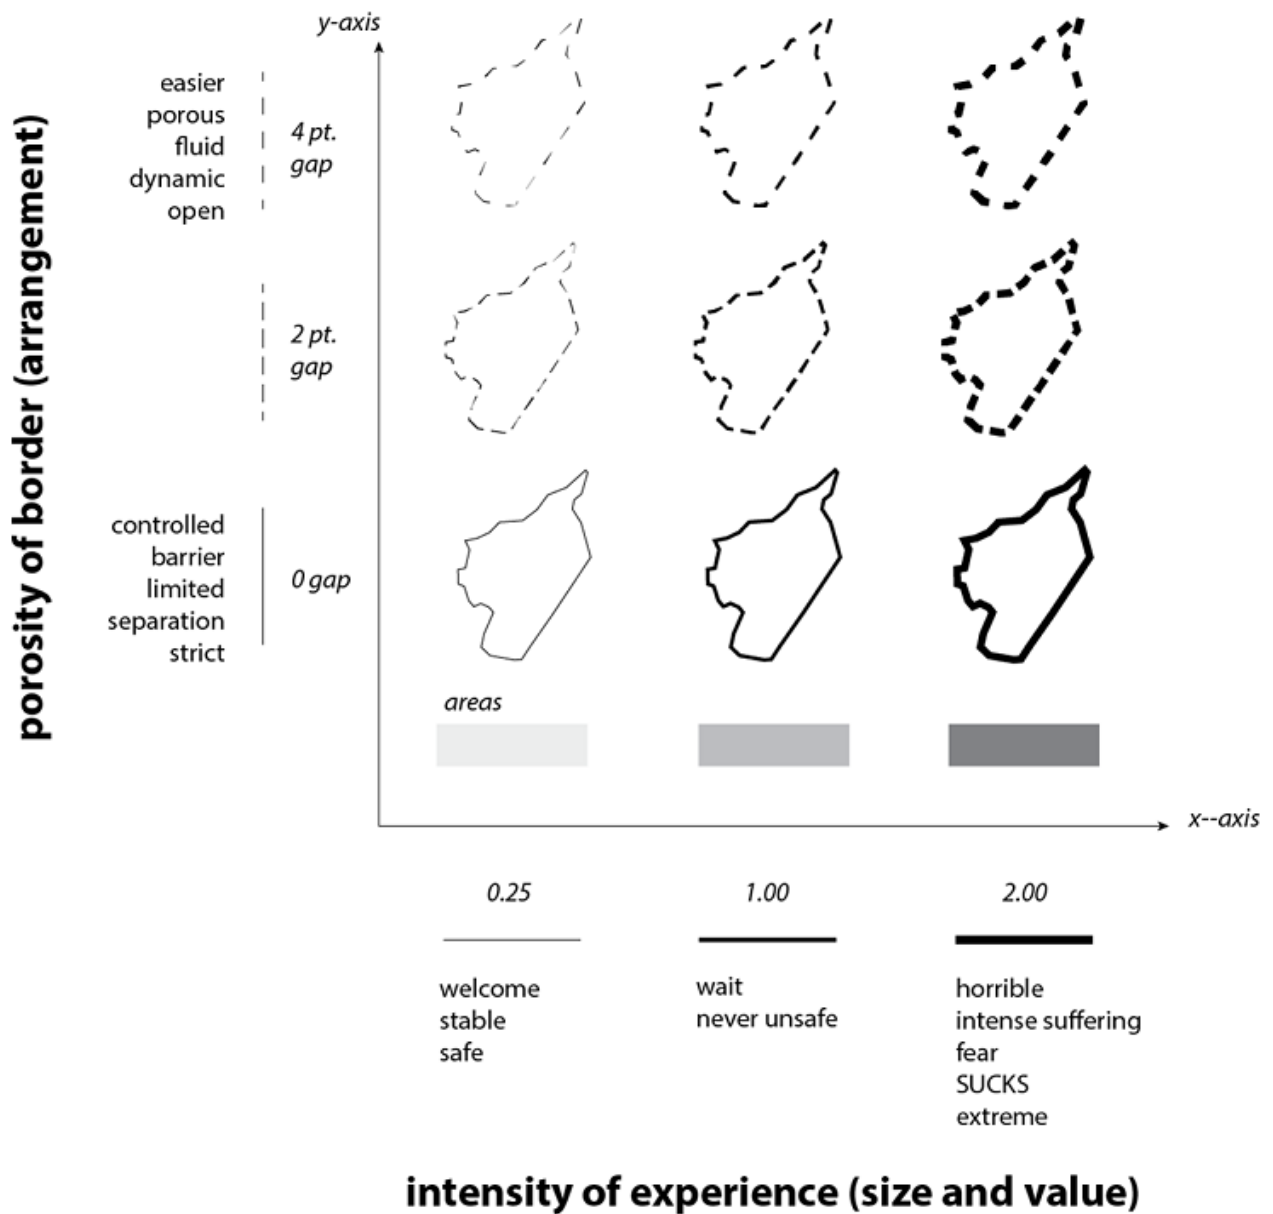 y-axis
porosity of border (arrangement)
easier
porous
fluid
dynamic
open
4 pt.
gap
2 pt.
gap
controlled
barrier
limited
separation
strict
0 gap
areas
x--axis
0.25
1.00
2.00
welcome
stable
safe
wait
never unsafe
horrible
intense suffering
fear
SUCKS
extreme
intensity of experience (size and value)